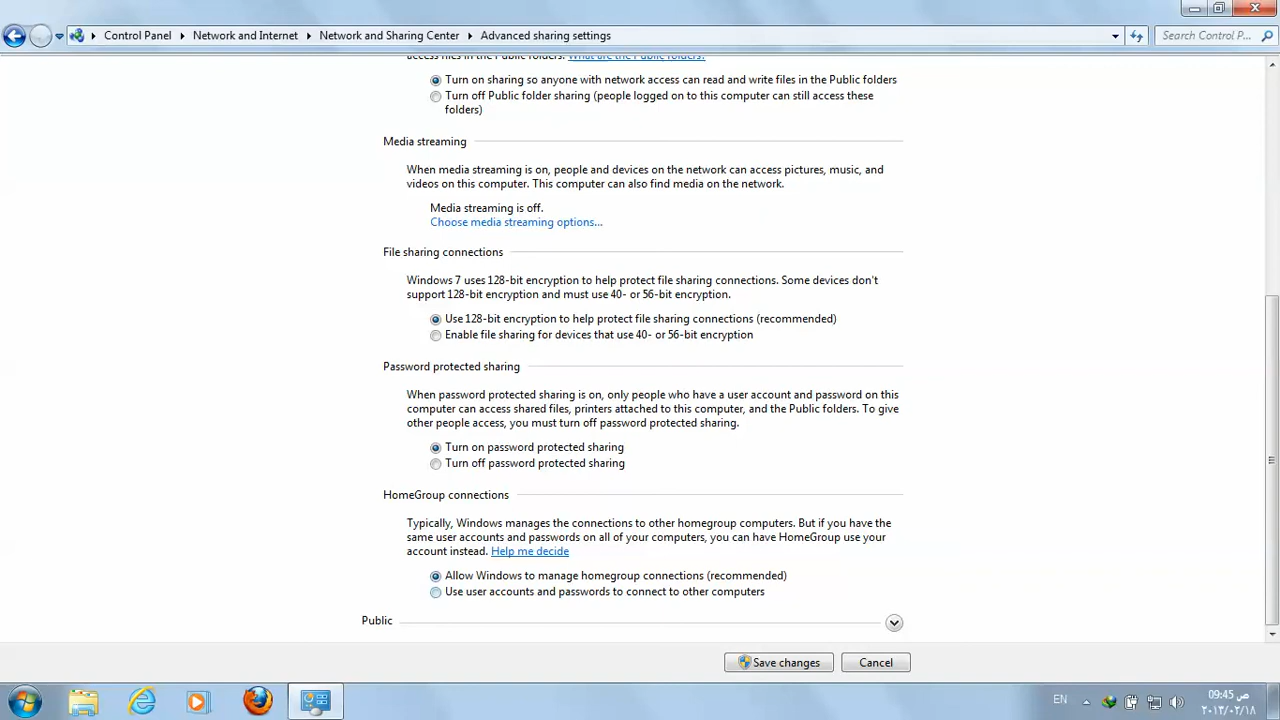 Control Panel
Network and Internet
Network and Sharing Center
Advanced sharing settings
Search Control P...
access files in the Public folders. What are the Public folders?
Turn on sharing so anyone with network access can read and write files in the Public folders
Turn off Public folder sharing (people logged on to this computer can still access these
folders)
Media streaming
When media streaming is on, people and devices on the network can access pictures, music, and
videos on this computer. This computer can also find media on the network.
Media streaming is off.
Choose media streaming options...
File sharing connections
Windows 7 uses 128-bit encryption to help protect file sharing connections. Some devices don't
support 128-bit encryption and must use 40- or 56-bit encryption.
Use 128-bit encryption to help protect file sharing connections (recommended)
Enable file sharing for devices that use 40- or 56-bit encryption
Password protected sharing
When password protected sharing is on, only people who have a user account and password on this
computer can access shared files, printers attached to this computer, and the Public folders. To give
other people access, you must turn off password protected sharing.
Turn on password protected sharing
Turn off password protected sharing
HomeGroup connections
Typically, Windows manages the connections to other homegroup computers. But if you have the
same user accounts and passwords on all of your computers, you can have HomeGroup use your
account instead. Help me decide
Allow Windows to manage homegroup connections (recommended)
Use user accounts and passwords to connect to other computers
Public
Save changes
Cancel
EN
09:45 ص
٢٠١٣/٠٢/١٨